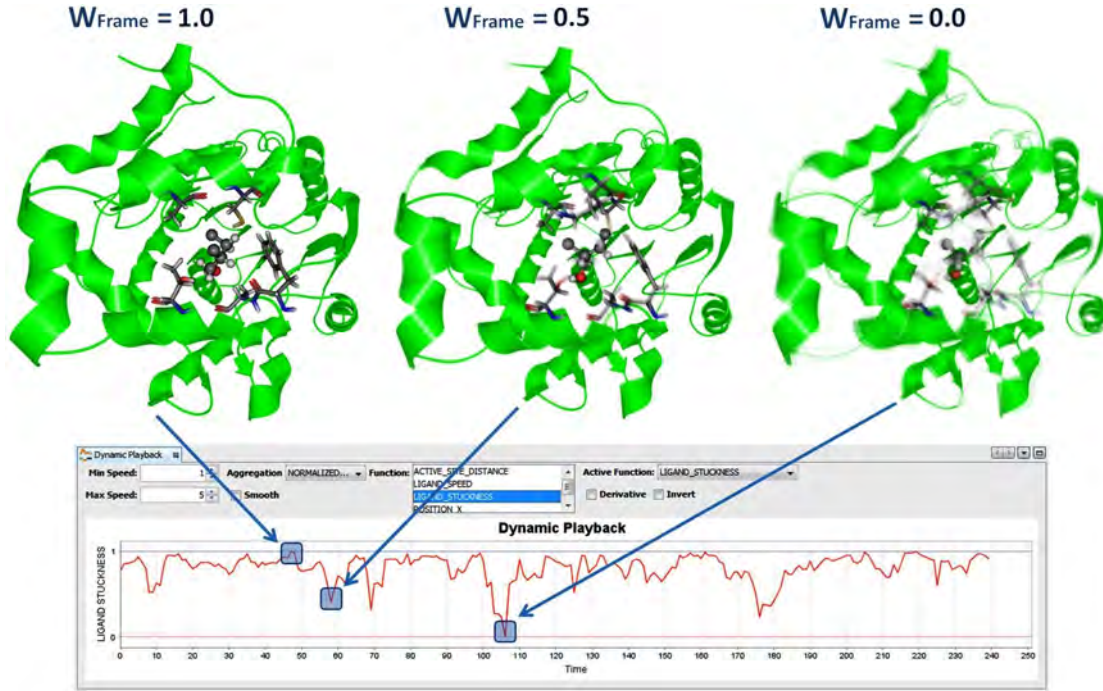 WFrame = 1.0 WFrame = 0.5 WFrame = 0.0
Dynamic Playback
Min Speed: 1 Aggregation NORMALIZED... Function: ACTIVE_SITE_DISTANCE Active Function: LIGAND_STUCKNESS
LIGAND_SPEED
Max Speed: 5 Smooth LIGAND_STUCKNESS Derivative Invert
POSITION_X
Dynamic Playback
LIGAND STUCKNESS
1
0
0 10 20 30 40 50 60 70 80 90 100 110 120 130 140 150 160 170 180 190 200 210 220 230 240 250
Time